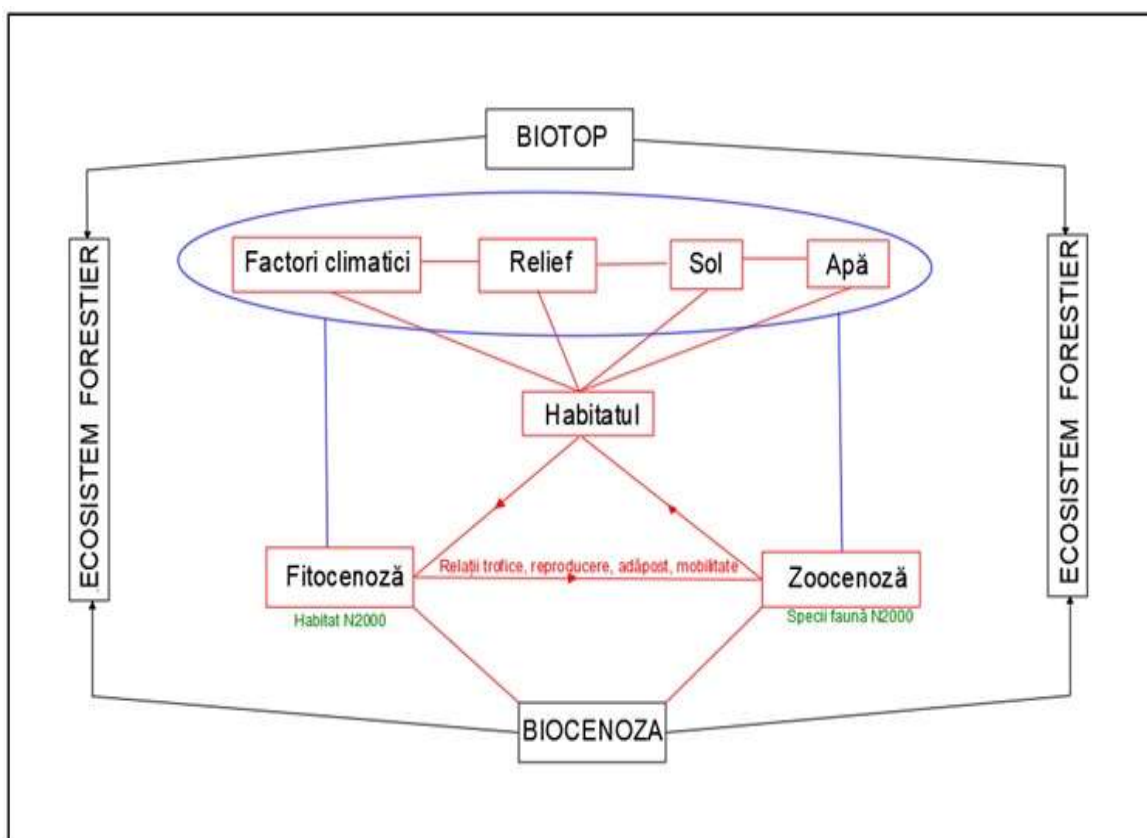 BIOTOP
Factori climatici
Relief
Sol
Apă
ECOSISTEM FORESTIER
ECOSISTEM FORESTIER
Habitatul
Relații trofice, reproducere, adăpost, mobilitate
Fitocenoză
Zoocenoză
Habitat N2000
Specii faună N2000
BIOCENOZA